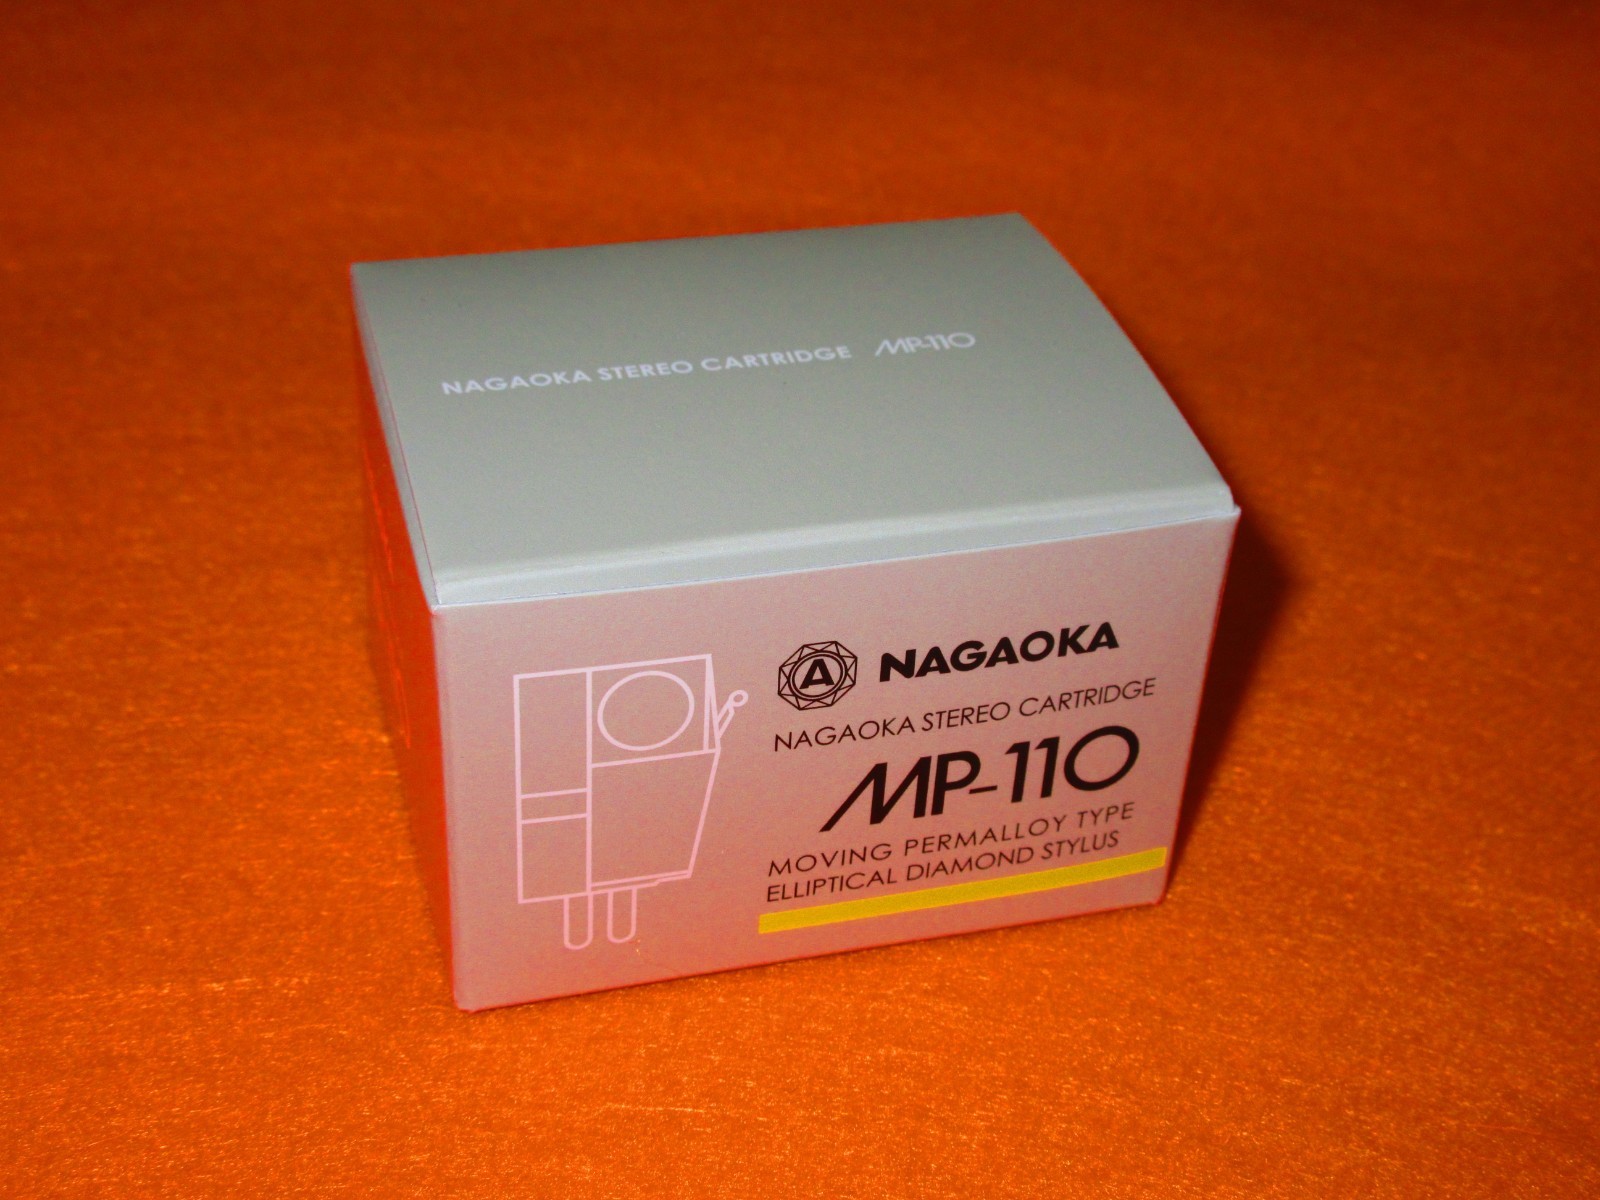 NAGAOKA STEREO CARTRIDGE MP-110
A NAGAOKA
NAGAOKA STEREO CARTRIDGE
MP-110
MOVING PERMALLOY TYPE
ELLIPTICAL DIAMOND STYLUS